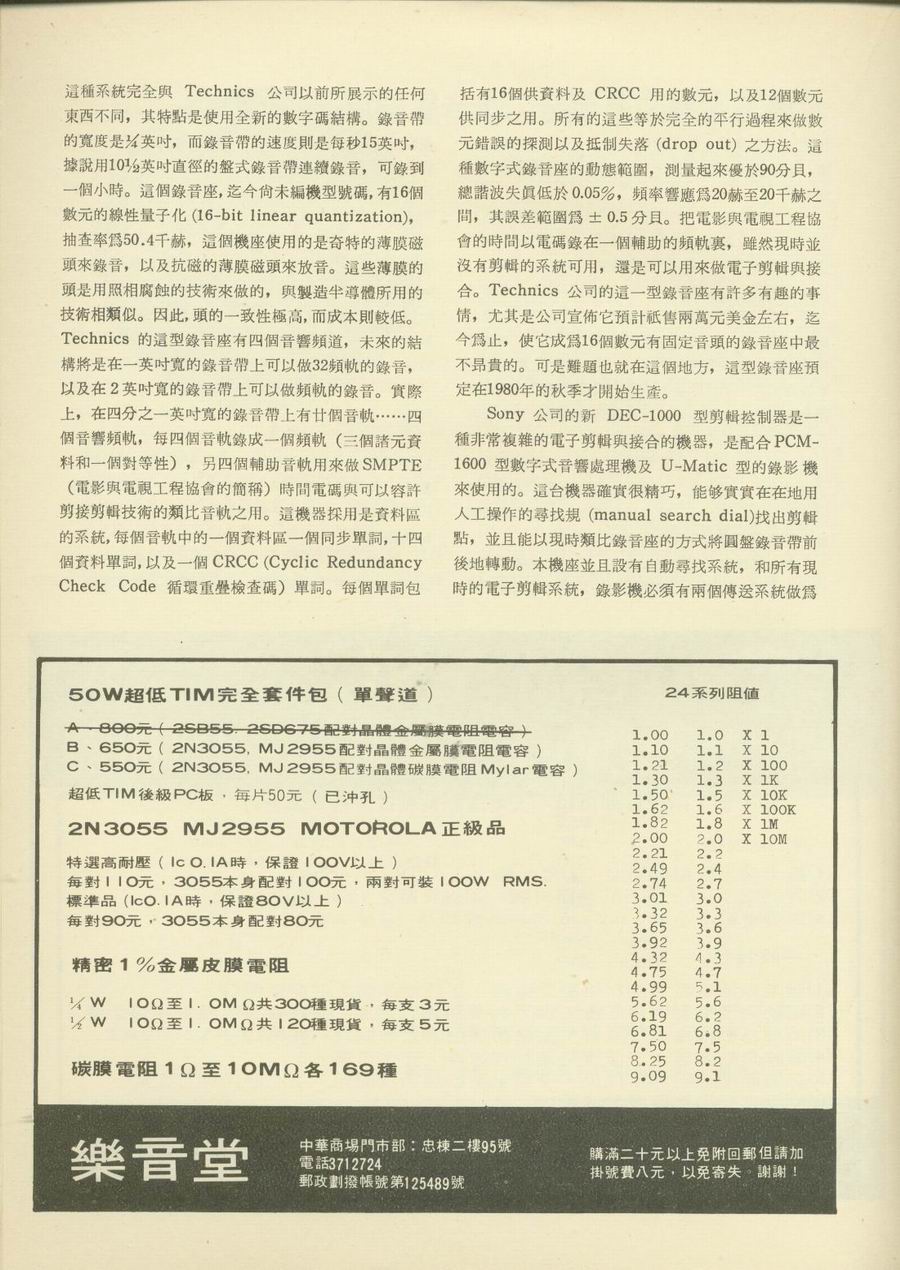 這種系統完全與 Technics 公司以前所展示的任何
東西不同，其特點是使用全新的數字碼結構。錄音帶
的寬度是¼英吋，而錄音帶的速度則是每秒15英吋，
據說用10½英吋直徑的盤式錄音帶連續錄音，可錄到
一個小時。這個錄音座，迄今尙未編機型號碼，有16個
數元的線性量子化 (16-bit linear quantization)，
抽查率爲50.4千赫，這個機座使用的是奇特的薄膜磁
頭來錄音，以及抗磁的薄膜磁頭來放音。這些薄膜的
頭是用照相腐蝕的技術來做的，與製造半導體所用的
技術相類似。因此，頭的一致性極高，而成本則較低。
Technics 的這型錄音座有四個音響頻道，未來的結
構將是在一英吋寬的錄音帶上可以做32頻軌的錄音，
以及在 2 英吋寬的錄音帶上可以做頻軌的錄音。實際
上，在四分之一英吋寬的錄音帶上有廿個音軌……四
個音響頻軌，每四個音軌錄成一個頻軌（三個諸元資
料和一個對等性），另四個輔助音軌用來做 SMPTE
（電影與電視工程協會的簡稱）時間電碼與可以容許
剪接剪輯技術的類比音軌之用。這機器採用是資料區
的系統，每個音軌中的一個資料區一個同步單詞，十四
個資料單詞，以及一個 CRCC (Cyclic Redundancy
Check Code 循環重疊檢查碼）單詞。每個單詞包
括有16個供資料及 CRCC 用的數元，以及12個數元
供同步之用。所有的這些等於完全的平行過程來做數
元錯誤的探測以及抵制失落 (drop out) 之方法。這
種數字式錄音座的動態範圍，測量起來優於90分貝，
總諧波失眞低於 0.05%，頻率響應爲20赫至20千赫之
間，其誤差範圍爲 ± 0.5 分貝。把電影與電視工程協
會的時間以電碼錄在一個輔助的頻軌裏，雖然現時並
沒有剪輯的系統可用，還是可以用來做電子剪輯與接
合。Technics 公司的這一型錄音座有許多有趣的事
情，尤其是公司宣佈它預計祇售兩萬元美金左右，迄
今爲止，使它成爲16個數元有固定音頭的錄音座中最
不昻貴的。可是難題也就在這個地方，這型錄音座預
定在1980年的秋季才開始生產。
Sony 公司的新 DEC-1000 型剪輯控制器是一
種非常複雜的電子剪輯與接合的機器，是配合 PCM-
1600 型數字式音響處理機及 U-Matic 型的錄影 機
來使用的。這台機器確實很精巧，能够實實在在地用
人工操作的尋找規 (manual search dial)找出剪輯
點，並且能以現時類比錄音座的方式將圓盤錄音帶前
後地轉動。本機座並且設有自動尋找系統，和所有現
時的電子剪輯系統，錄影機必須有兩個傳送系統做爲
50W超低TIM完全套件包（單聲道）
A、800元（2SB55. 2SD675配對晶體金屬膜電阻電容）
B、650元（2N3055, MJ2955配對晶體金屬膜電阻電容）
C、550元（2N3055, MJ2955配對晶體碳膜電阻Mylar電容）
超低TIM後級PC板，每片50元（已沖孔）
2N3055 MJ2955 MOTOROLA正級品
特選高耐壓（Ic 0.1A時，保證100V以上）
每對110元，3055本身配對100元，兩對可裝100W RMS.
標準品 (Ic0.1A時，保證80V以上）
每對90元，3055本身配對80元
精密1%金屬皮膜電阻
¼W 10Ω至1.0MΩ共300種現貨，每支3元
½W 10Ω至1.0MΩ共120種現貨，每支5元
碳膜電阻1Ω至10MΩ各169種
24系列阻値
1.00 1.0 X 1
1.10 1.1 X 10
1.21 1.2 X 100
1.30 1.3 X 1K
1.50 1.5 X 10K
1.62 1.6 X 100K
1.82 1.8 X 1M
2.00 2.0 X 10M
2.21 2.2
2.49 2.4
2.74 2.7
3.01 3.0
3.32 3.3
3.65 3.6
3.92 3.9
4.32 4.3
4.75 4.7
4.99 5.1
5.62 5.6
6.19 6.2
6.81 6.8
7.50 7.5
8.25 8.2
9.09 9.1
樂音堂
中華商場門市部：忠棟二樓95號
電話3712724
郵政劃撥帳號第125489號
購滿二十元以上免附回郵但請加
掛號費八元，以免寄失。謝謝！